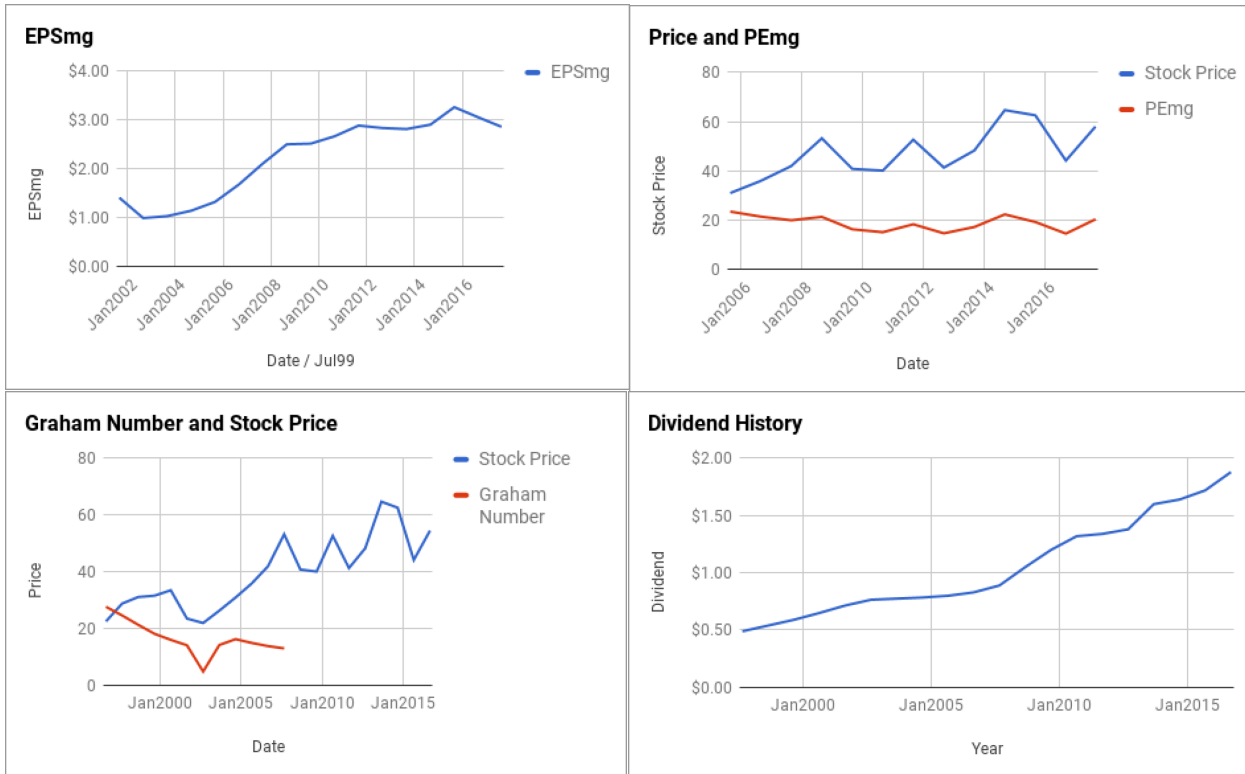 EPSmg
$4.00
$3.00
$2.00
$1.00
$0.00
EPSmg
EPSmg
Jan2002
Jan2004
Jan2006
Jan2008
Jan2010
Jan2012
Jan2014
Jan2016
Date / Jul99
Price and PEmg
80
60
40
20
0
Stock Price
Stock Price
PEmg
Jan2006
Jan2008
Jan2010
Jan2012
Jan2014
Jan2016
Date
Graham Number and Stock Price
80
60
40
20
0
Price
Stock Price
Graham
Number
Jan2000
Jan2005
Jan2010
Jan2015
Date
Dividend History
$2.00
$1.50
$1.00
$0.50
$0.00
Dividend
Jan2000
Jan2005
Jan2010
Jan2015
Year